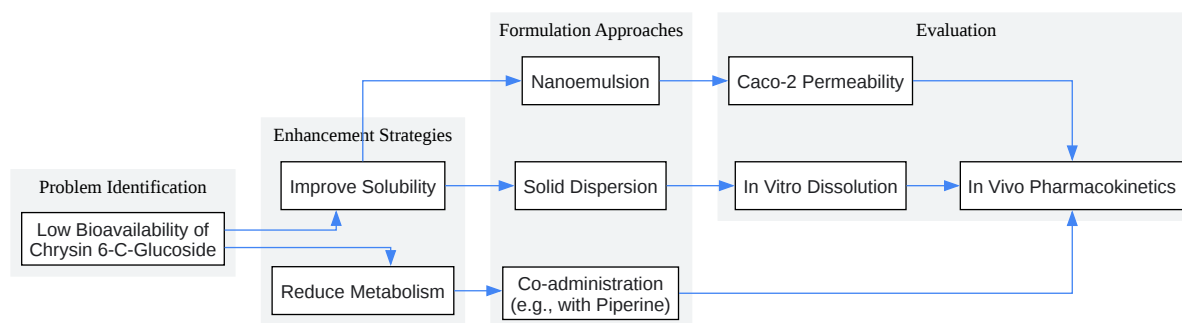 Formulation Approaches
Evaluation
Nanoemulsion
Caco-2 Permeability
Enhancement Strategies
Problem Identification
Improve Solubility
Solid Dispersion
In Vitro Dissolution
In Vivo Pharmacokinetics
Low Bioavailability of
Chrysin 6-C-Glucoside
Reduce Metabolism
Co-administration
(e.g., with Piperine)